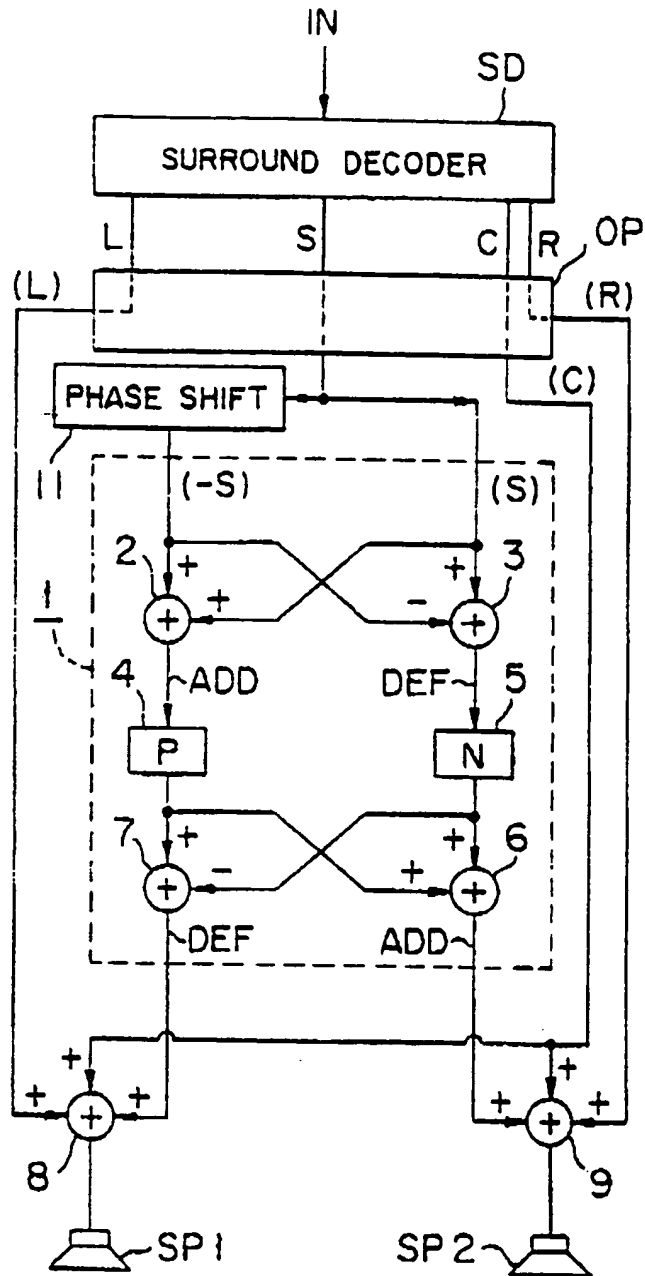 IN
SD
SURROUND DECODER
L S C R OP
(L) (R)
(C)
PHASE SHIFT
11 (-S) (S)
2 + + - + 3
+ +
1
4 ADD DEF 5
P N
7 + - + + 6
+ +
DEF ADD
+ + + + + +
+ +
8 9
SP1 SP2